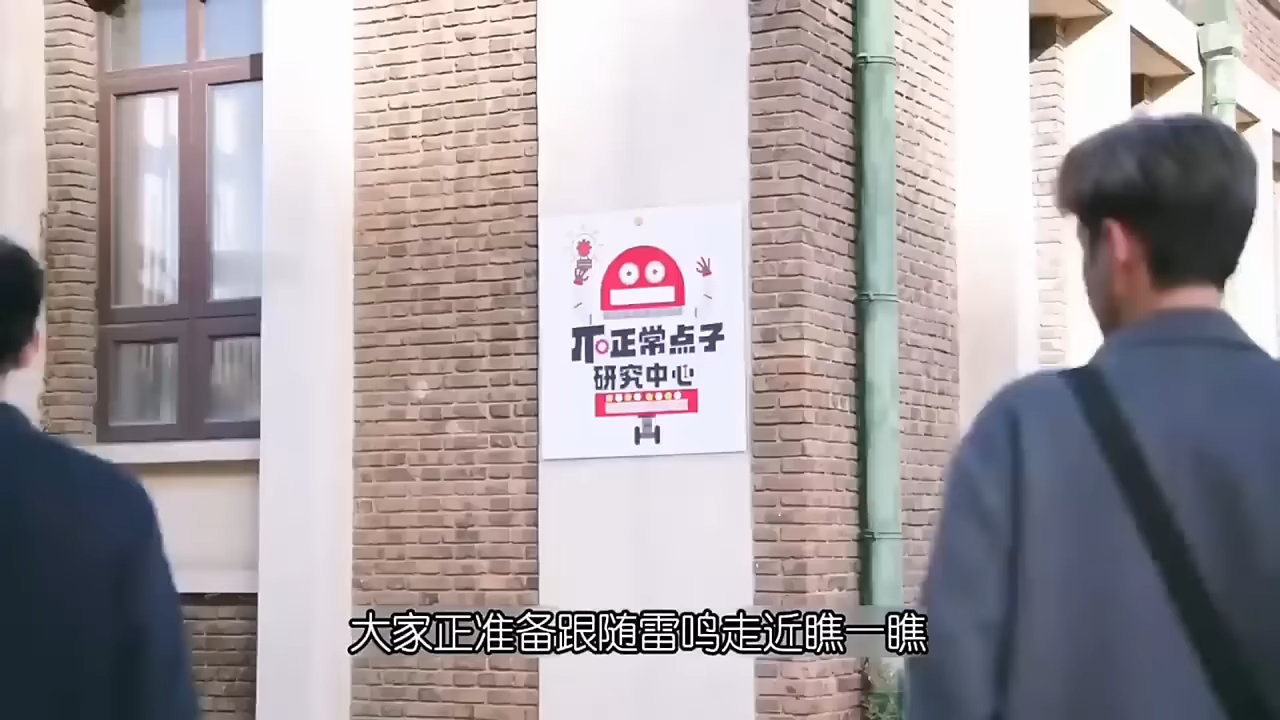 不正常点子
研究中心
大家正准备跟随雷鸣走近瞧一瞧